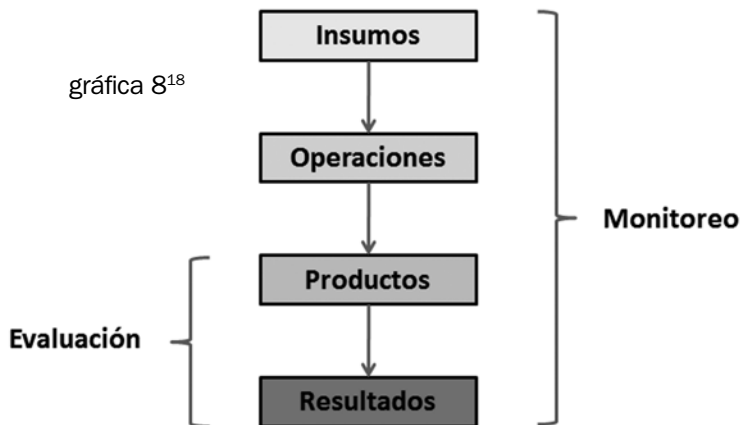 Insumos
gráfica 8¹⁸
Operaciones
Monitoreo
Productos
Evaluación
Resultados